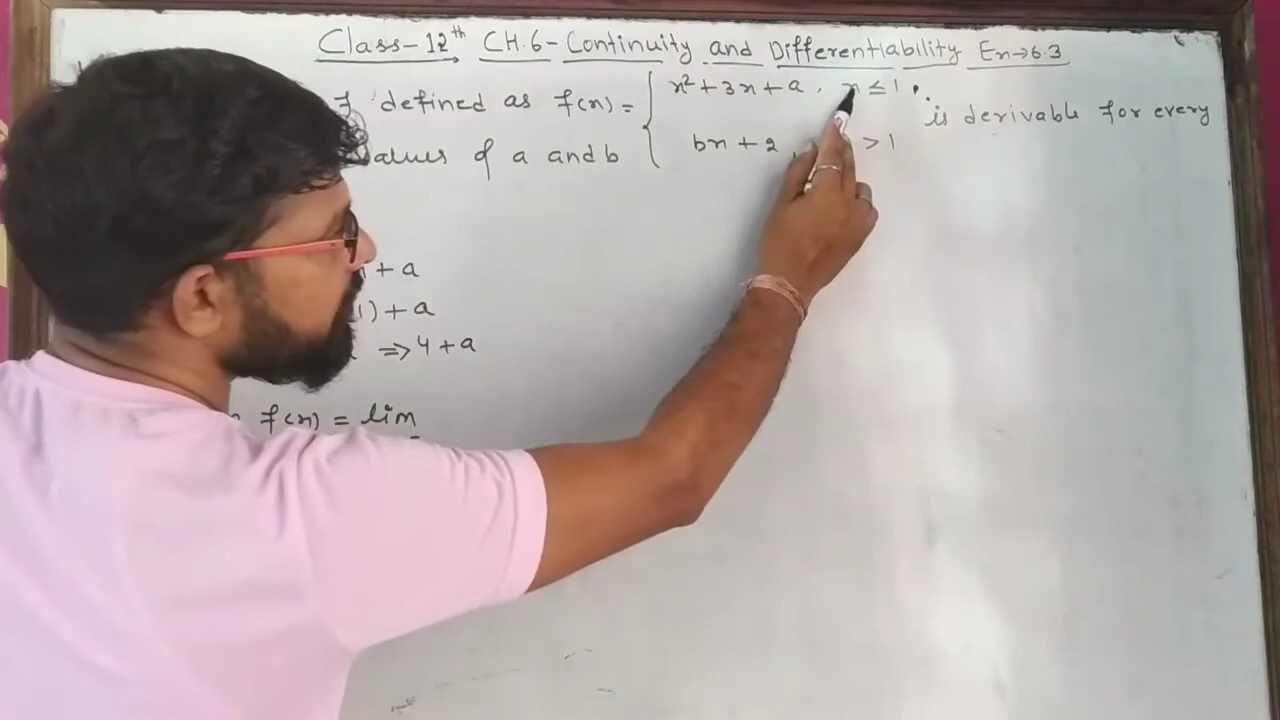 Class-12th CH.6-Continuity and Differentiability Ex→6.3
f defined as f(x) = { x² + 3x + a , x ≤ 1
bx + 2 , > 1
is derivable for every
values of a and b
+ a
1) + a
⇒ 4 + a
f(x) = lim